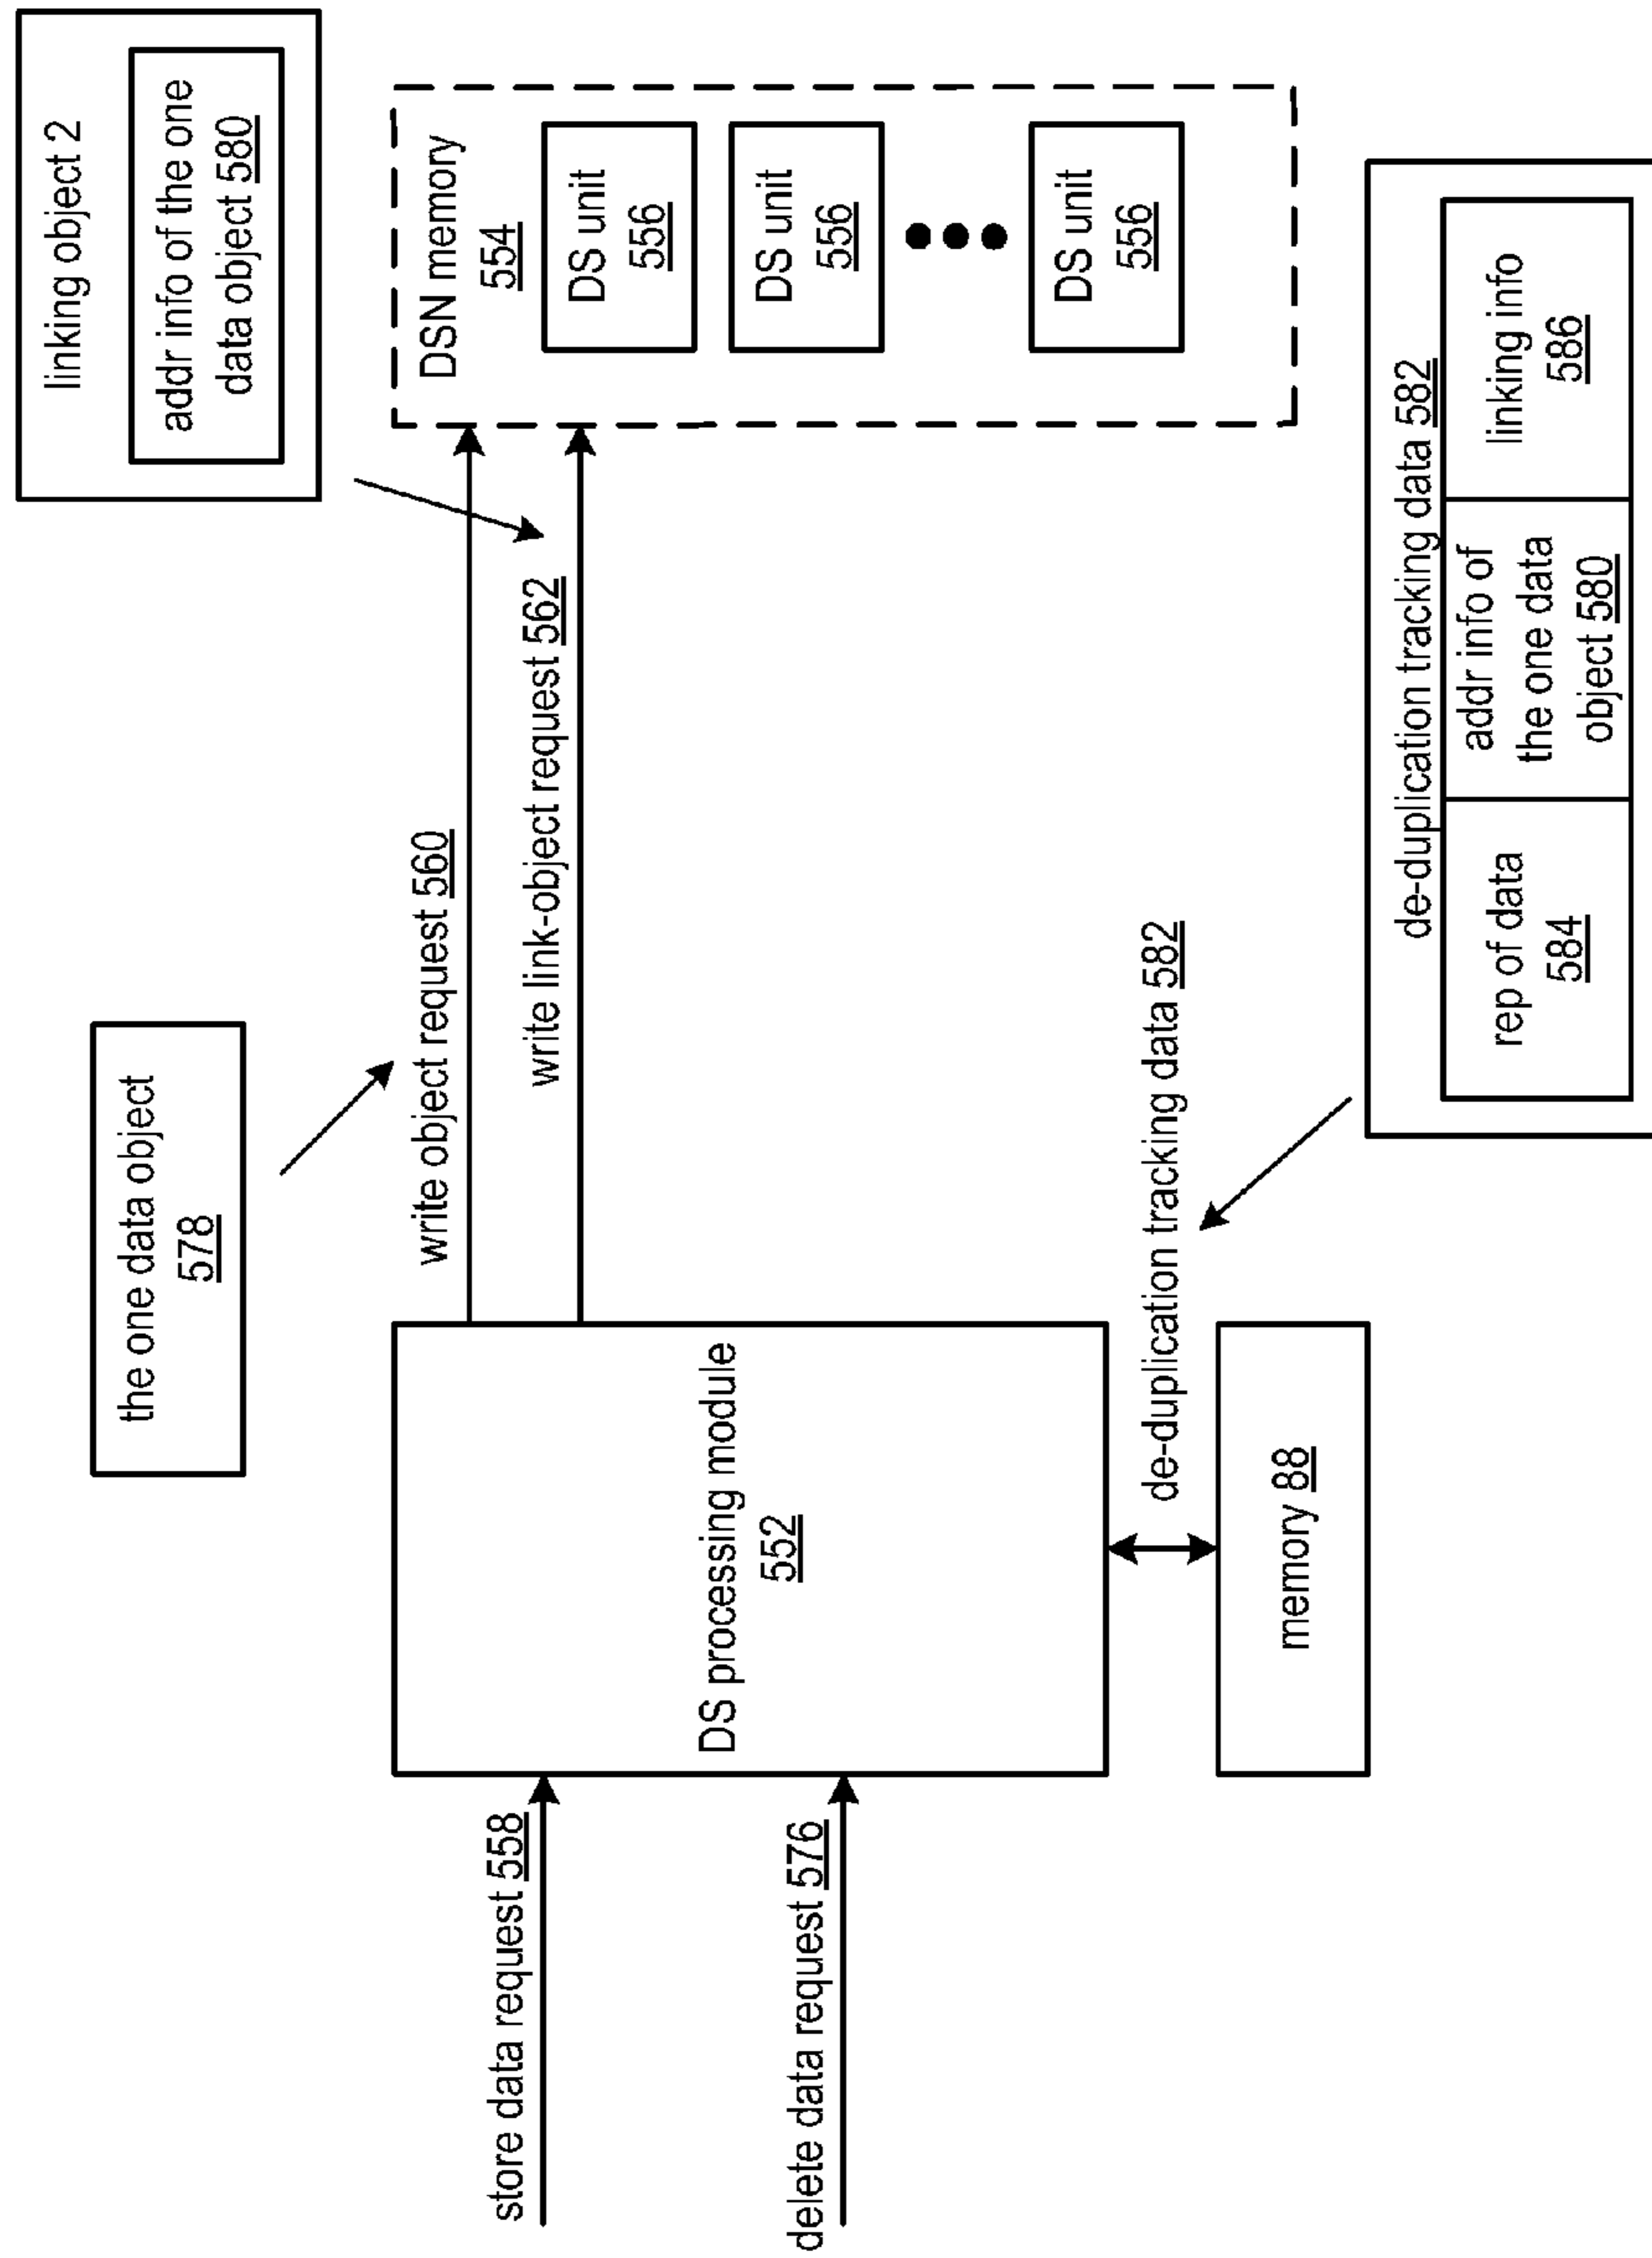 linking object 2
addr info of the one
data object 580
the one data object
578
write object request 560
write link-object request 562
DSN memory
554
DS unit
556
DS unit
556
DS unit
556
store data request 558
delete data request 576
DS processing module
552
de-duplication tracking data 582
memory 88
de-duplication tracking data 582
rep of data
584
addr info of
the one data
object 580
linking info
586